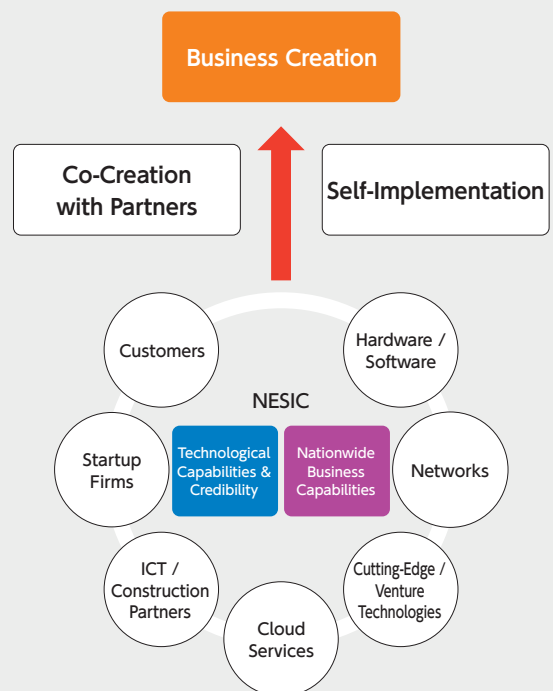 Business Creation
Co-Creation
with Partners
Self-Implementation
Customers
Hardware /
Software
NESIC
Startup
Firms
Technological
Capabilities &
Credibility
Nationwide
Business
Capabilities
Networks
ICT /
Construction
Partners
Cutting-Edge /
Venture
Technologies
Cloud
Services